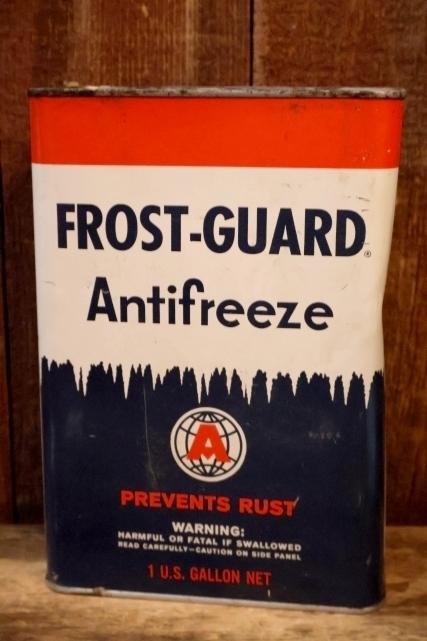 FROST-GUARD®
Antifreeze
A
PREVENTS RUST
WARNING:
HARMFUL OR FATAL IF SWALLOWED
READ CAREFULLY—CAUTION ON SIDE PANEL
1 U.S. GALLON NET